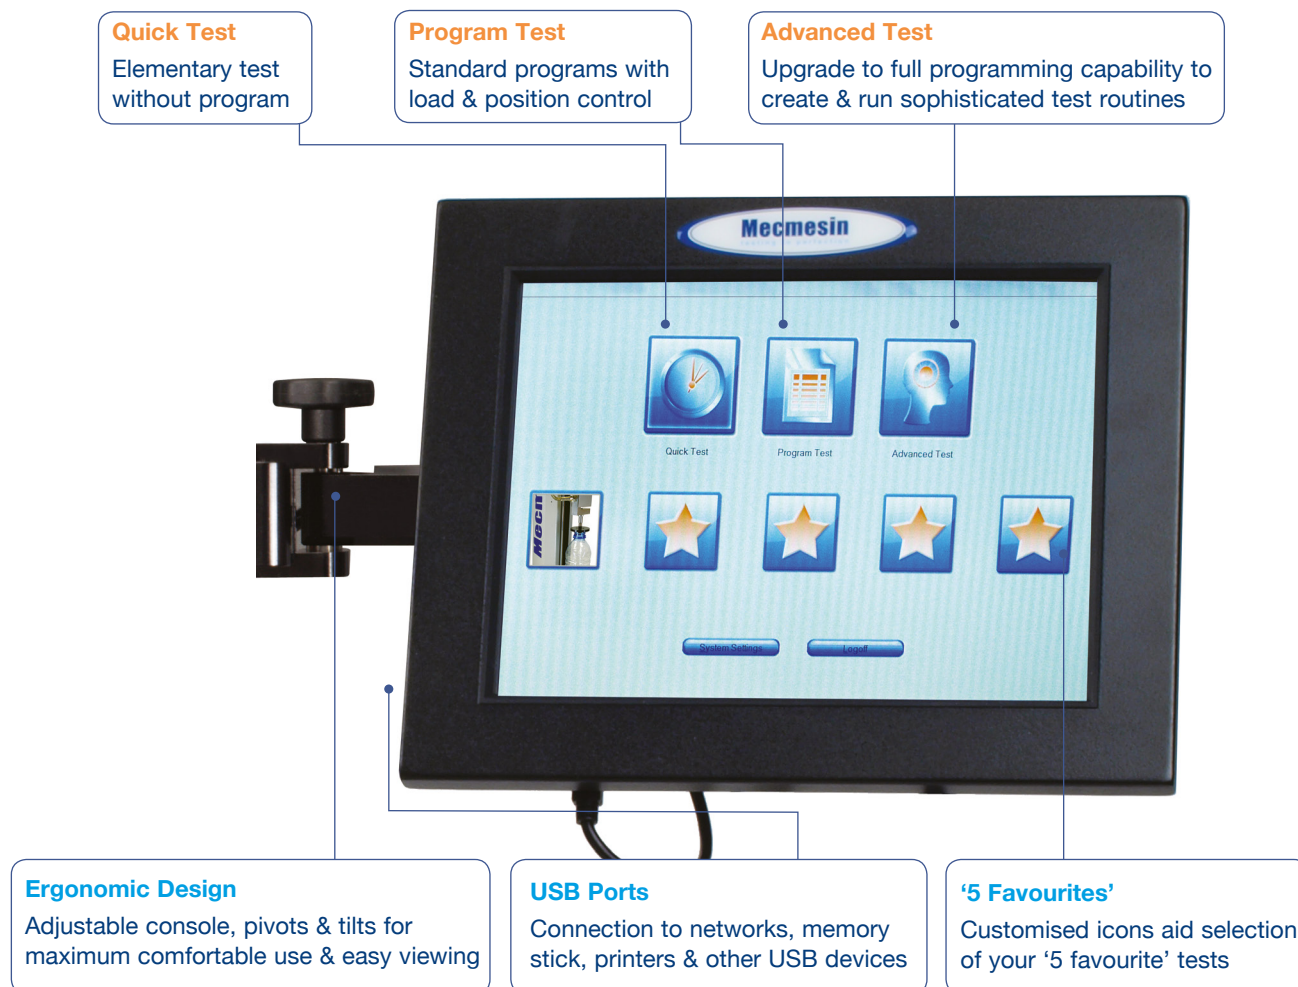 Quick Test
Elementary test
without program
Program Test
Standard programs with
load & position control
Advanced Test
Upgrade to full programming capability to
create & run sophisticated test routines
Mecmesin
Quick Test
Program Test
Advanced Test
Mecm
System Settings
Logoff
Ergonomic Design
Adjustable console, pivots & tilts for
maximum comfortable use & easy viewing
USB Ports
Connection to networks, memory
stick, printers & other USB devices
‘5 Favourites’
Customised icons aid selection
of your ‘5 favourite’ tests